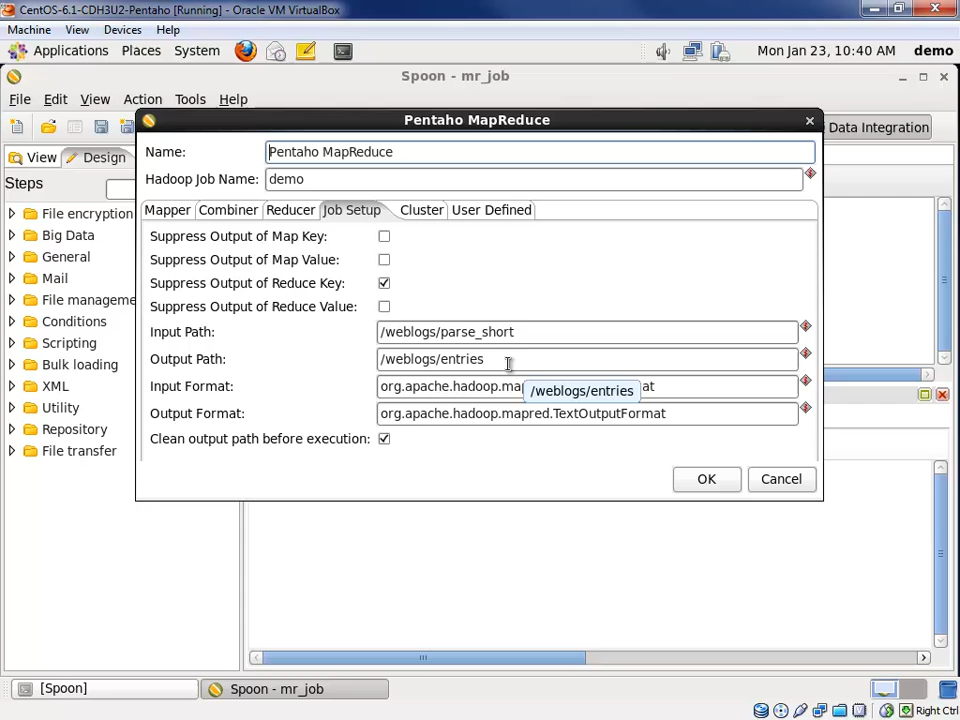 CentOS-6.1-CDH3U2-Pentaho [Running] - Oracle VM VirtualBox
Machine View Devices Help
Applications Places System Mon Jan 23, 10:40 AM demo
Spoon - mr_job
File Edit View Action Tools Help
Pentaho MapReduce
Data Integration
View Design
Steps
File encryption
Big Data
General
Mail
File manageme
Conditions
Scripting
Bulk loading
XML
Utility
Repository
File transfer
Name: Pentaho MapReduce
Hadoop Job Name: demo
Mapper Combiner Reducer Job Setup Cluster User Defined
Suppress Output of Map Key:
Suppress Output of Map Value:
Suppress Output of Reduce Key:
Suppress Output of Reduce Value:
Input Path: /weblogs/parse_short
Output Path: /weblogs/entries
Input Format: org.apache.hadoop.map at
/weblogs/entries
Output Format: org.apache.hadoop.mapred.TextOutputFormat
Clean output path before execution:
OK Cancel
[Spoon] Spoon - mr_job
Right Ctrl